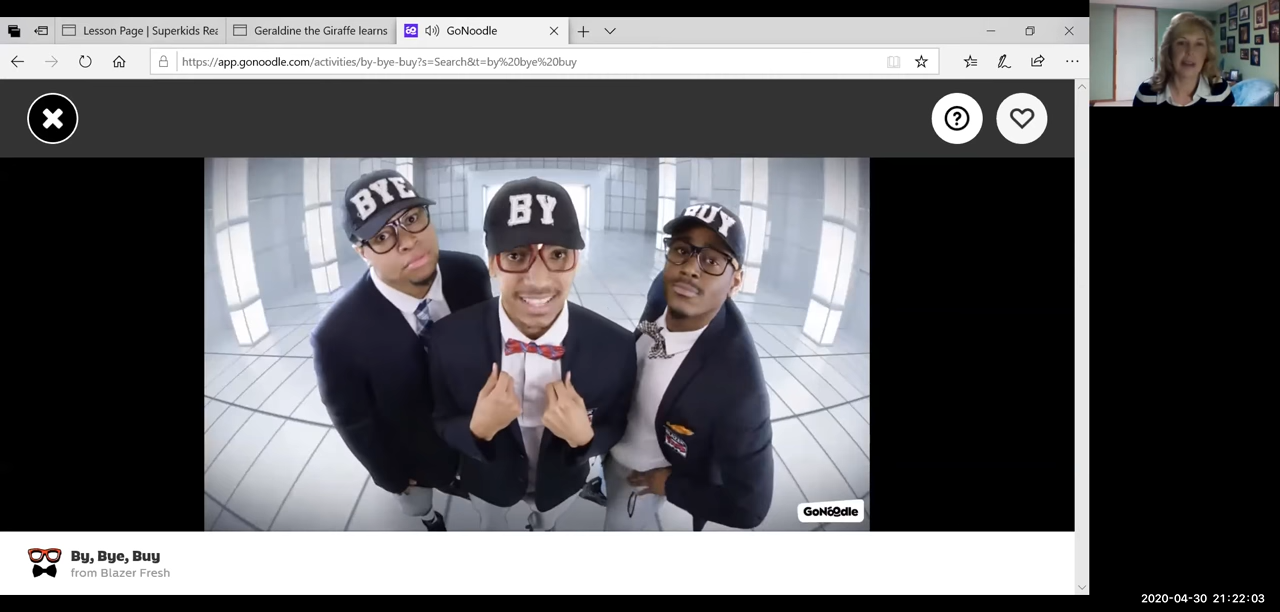 Lesson Page | Superkids Rea
Geraldine the Giraffe learns
GoNoodle
https://app.gonoodle.com/activities/by-bye-buy?s=Search&t=by%20bye%20buy
BYE
BY
BUY
GoNoodle
By, Bye, Buy
from Blazer Fresh
2020-04-30 21:22:03